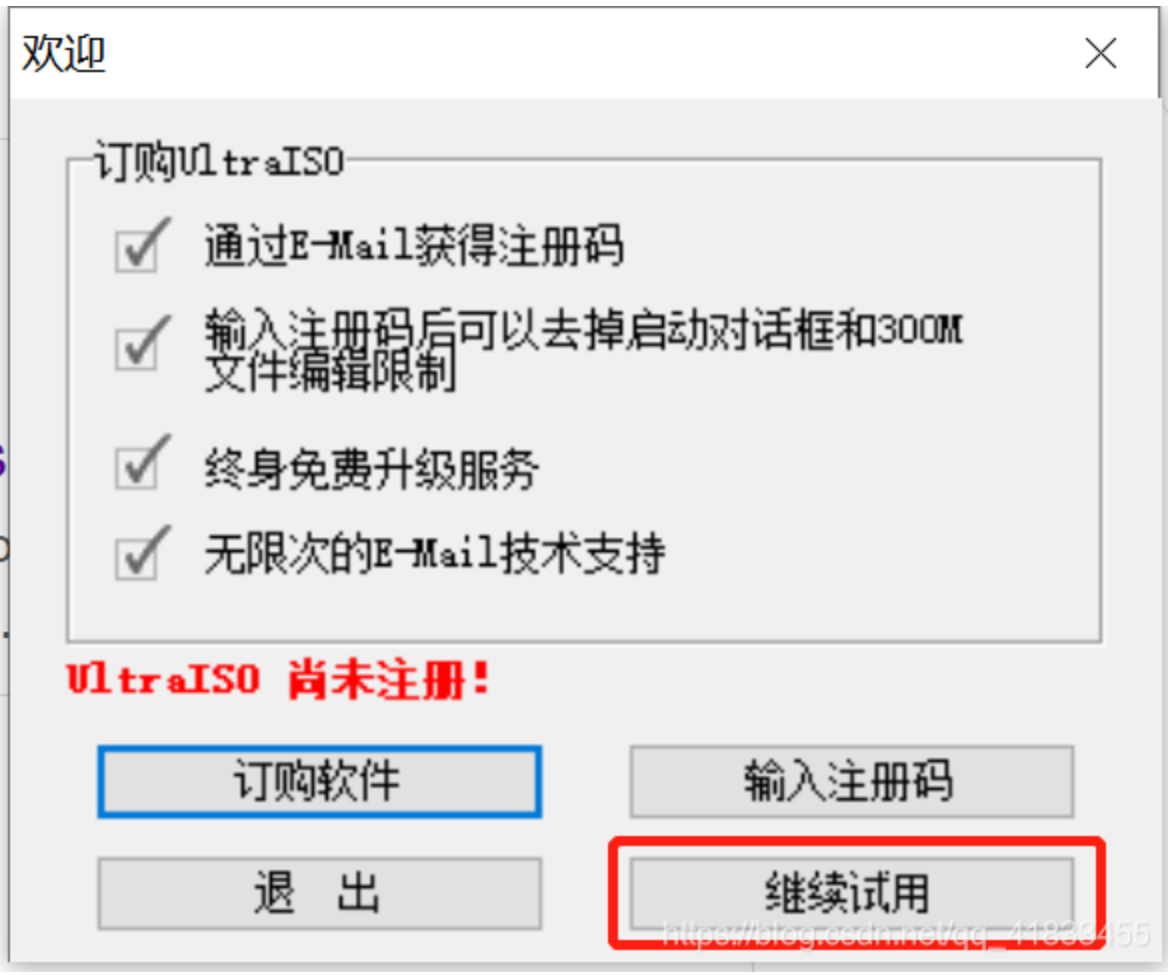 欢迎
订购UltraISO
通过E-Mail获得注册码
输入注册码后可以去掉启动对话框和300M
文件编辑限制
终身免费升级服务
无限次的E-Mail技术支持
UltraISO 尚未注册!
订购软件
输入注册码
退 出
继续试用
https://blog.csdn.net/qq_41833455